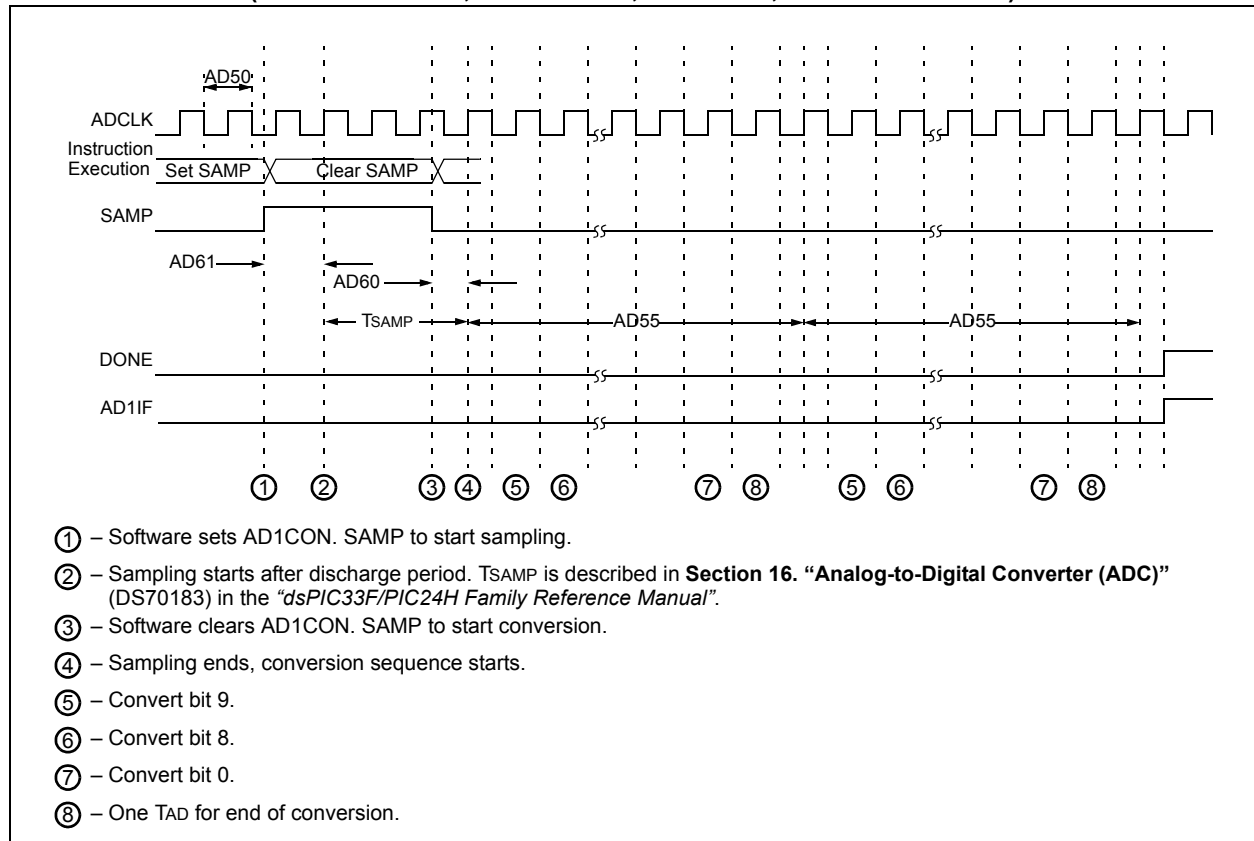 AD50
ADCLK
Instruction
Execution Set SAMP Clear SAMP
SAMP
AD61
AD60
TSAMP AD55 AD55
DONE
AD1IF
1 2 3 4 5 6 7 8 5 6 7 8
1 – Software sets AD1CON. SAMP to start sampling.
2 – Sampling starts after discharge period. TSAMP is described in Section 16. “Analog-to-Digital Converter (ADC)”
(DS70183) in the “dsPIC33F/PIC24H Family Reference Manual”.
3 – Software clears AD1CON. SAMP to start conversion.
4 – Sampling ends, conversion sequence starts.
5 – Convert bit 9.
6 – Convert bit 8.
7 – Convert bit 0.
8 – One TAD for end of conversion.